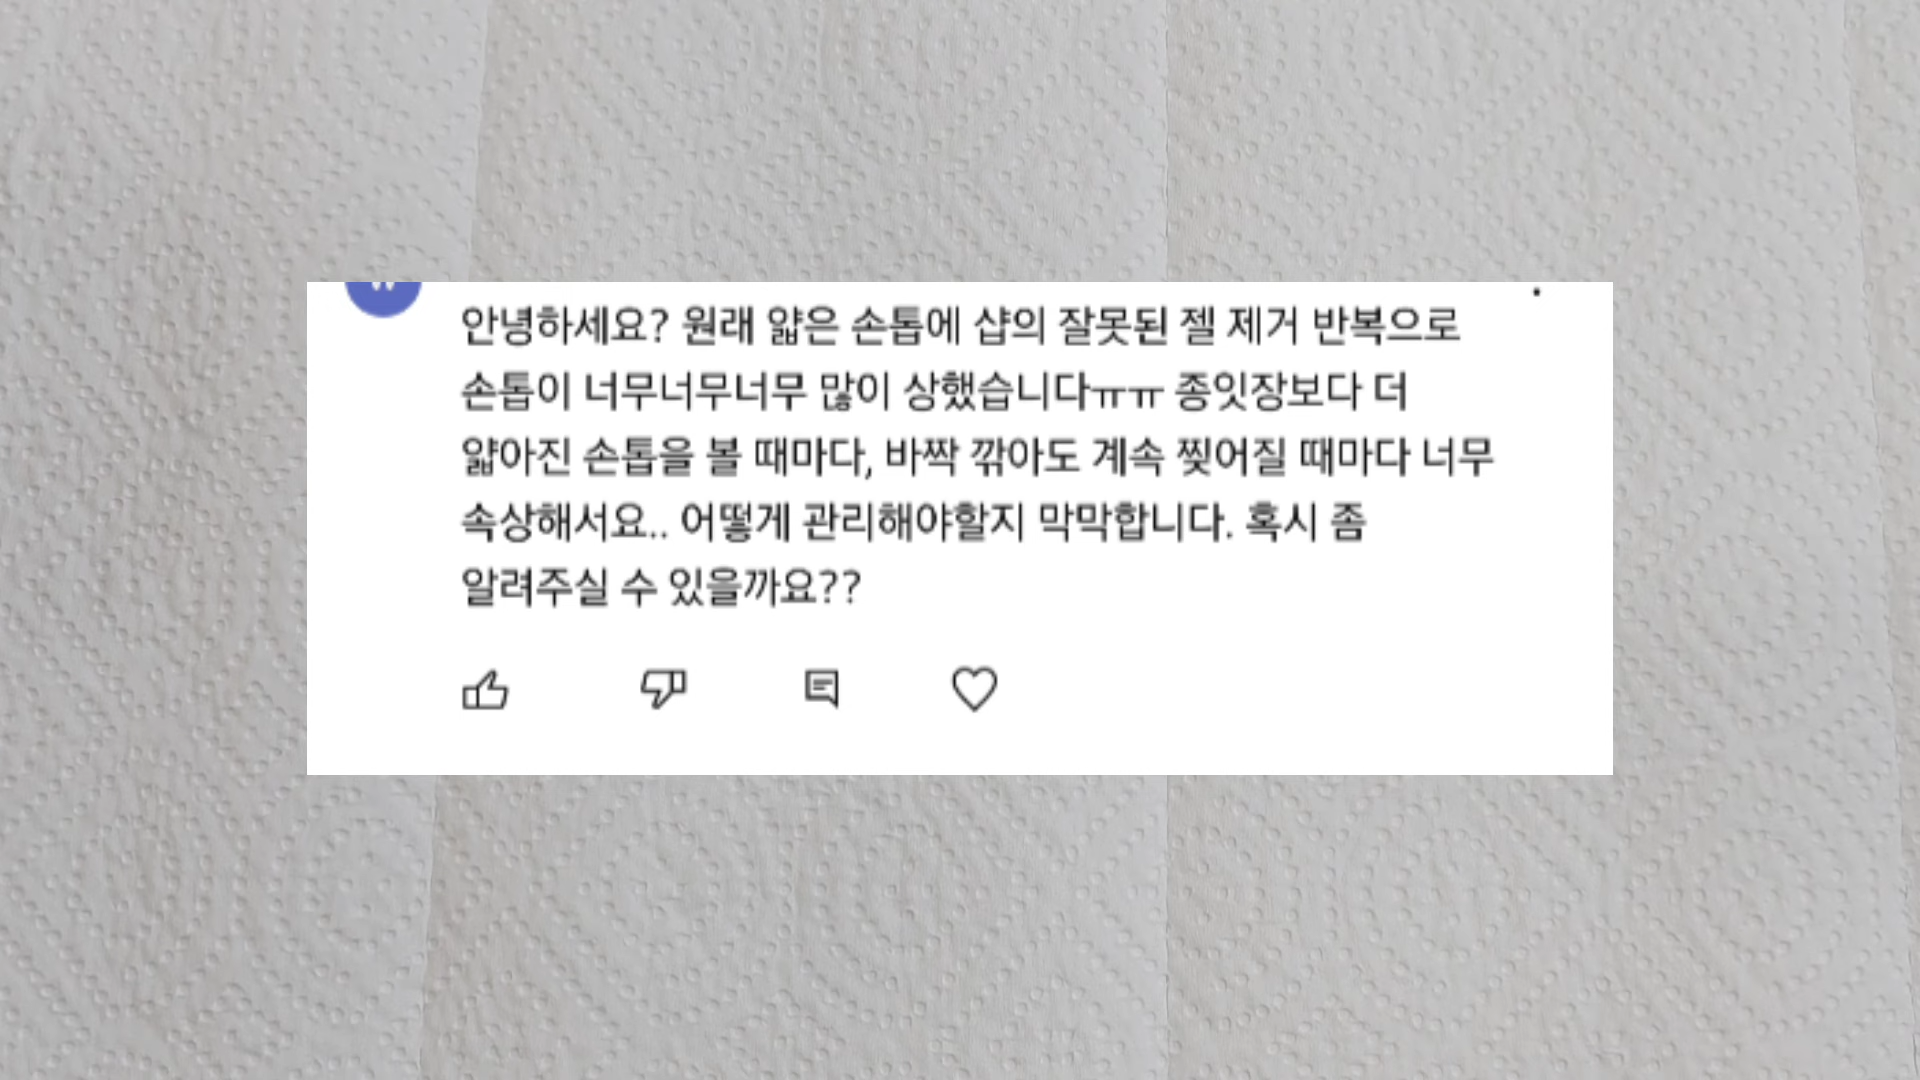 안녕하세요? 원래 얇은 손톱에 샵의 잘못된 젤 제거 반복으로
손톱이 너무너무너무 많이 상했습니다ㅠㅠ 종잇장보다 더
얇아진 손톱을 볼 때마다, 바짝 깎아도 계속 찢어질 때마다 너무
속상해서요.. 어떻게 관리해야할지 막막합니다. 혹시 좀
알려주실 수 있을까요??